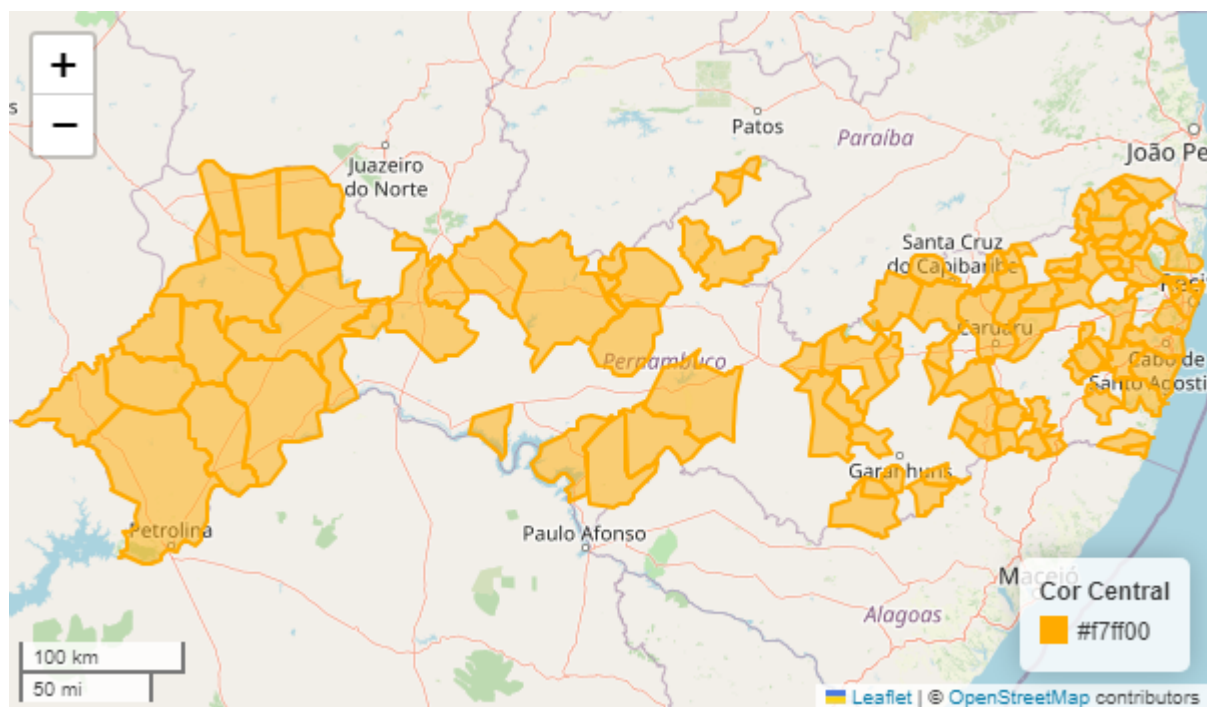 +
−
s
Patos
Paraíba
João Pe
Juazeiro
do Norte
Santa Cruz
do Capibaribe
Reci
Caruaru
Pernambuco
Cabo de
Santo Agosti
Garanhuns
Petrolina
Paulo Afonso
Maceió
Alagoas
Cor Central
#f7ff00
100 km
50 mi
Leaflet | © OpenStreetMap contributors